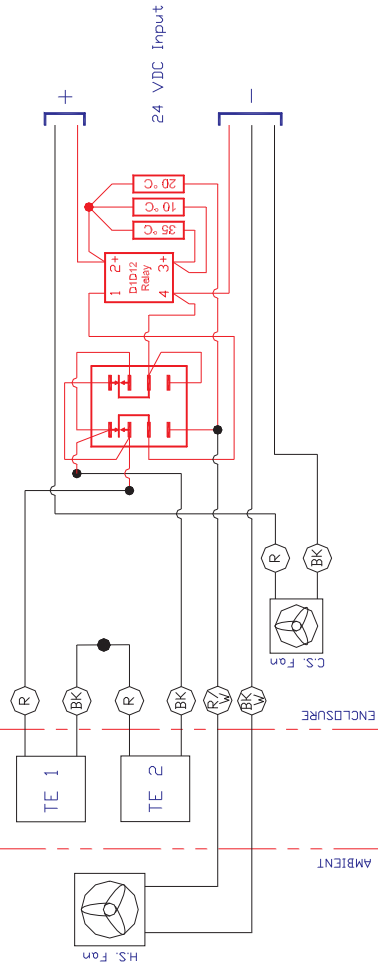 24 VDC Input
+
-
20 °C
10 °C
35 °C
2+
3+
1
4
D1D12
Relay
R
BK
R
BK
R/
W
BK
W
R
BK
C.S. Fan
TE 1
TE 2
ENCLOSURE
AMBIENT
H.S. Fan